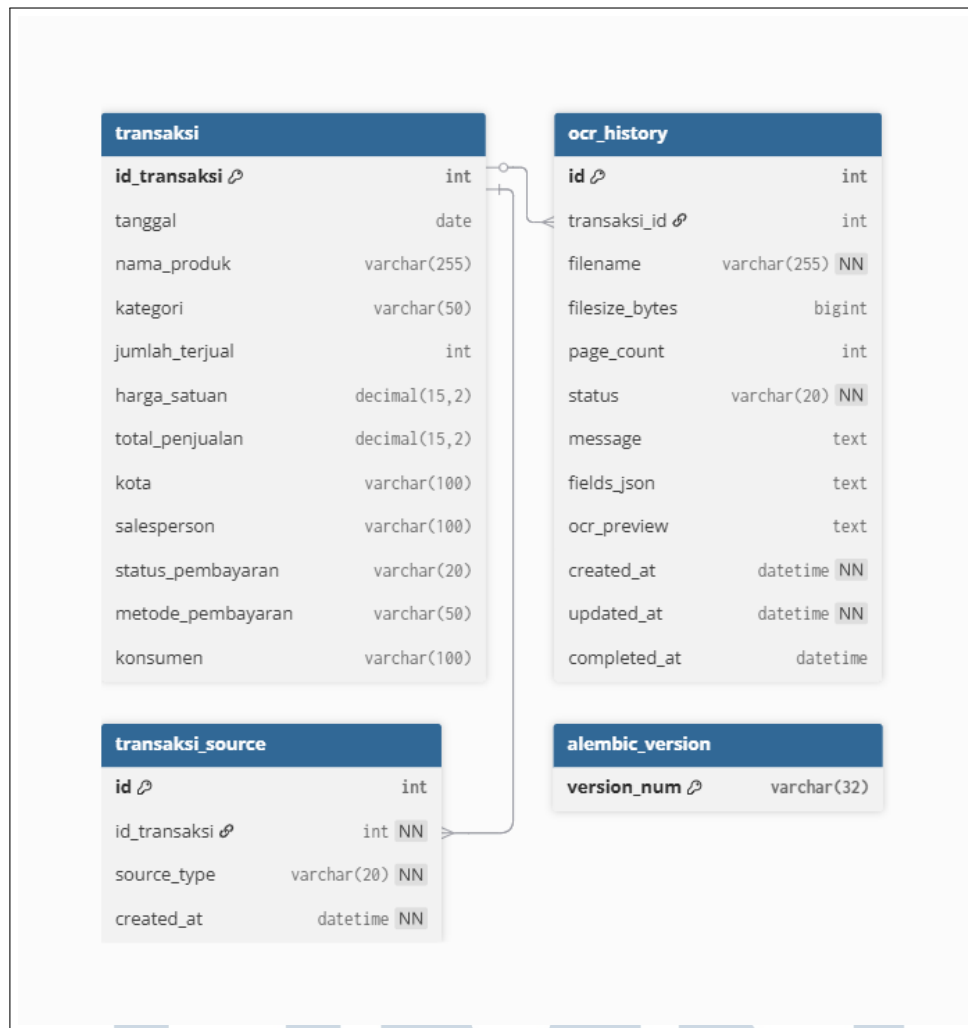 transaksi
id_transaksi int
tanggal date
nama_produk varchar(255)
kategori varchar(50)
jumlah_terjual int
harga_satuan decimal(15,2)
total_penjualan decimal(15,2)
kota varchar(100)
salesperson varchar(100)
status_pembayaran varchar(20)
metode_pembayaran varchar(50)
konsumen varchar(100)
ocr_history
id int
transaksi_id int
filename varchar(255) NN
filesize_bytes bigint
page_count int
status varchar(20) NN
message text
fields_json text
ocr_preview text
created_at datetime NN
updated_at datetime NN
completed_at datetime
transaksi_source
id int
id_transaksi int NN
source_type varchar(20) NN
created_at datetime NN
alembic_version
version_num varchar(32)